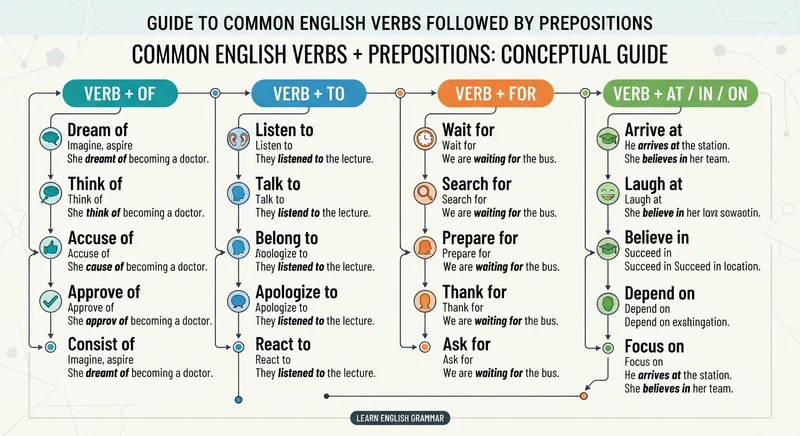 GUIDE TO COMMON ENGLISH VERBS FOLLOWED BY PREPOSITIONS
COMMON ENGLISH VERBS + PREPOSITIONS: CONCEPTUAL GUIDE
VERB + OF
Dream of
Imagine, aspire
She dreamt of becoming a doctor.
Think of
Think of
She think of becoming a doctor.
Accuse of
Accuse of
She cause of becoming a doctor.
Approve of
Approve of
She approv of becoming a doctor.
Consist of
Imagine, aspire
She dreamt of becoming a doctor.
VERB + TO
Listen to
Listen to
They listened to the lecture.
Talk to
Talk to
They listend to the lecture.
Belong to
Apologize to
They listened to the lecture.
Apologize to
Apologize to
They listened to the lecture.
React to
React to
They listened to the lecture.
VERB + FOR
Wait for
Wait for
We are waiting for the bus.
Search for
Search for
We are waiting for the bus.
Prepare for
Prepare for
We are waiting for the bus.
Thank for
Thank for
We are waiting for the bus.
Ask for
Ask for
We are waiting for the bus.
VERB + AT / IN / ON
Arrive at
He arrives at the station.
She believes in her team.
Laugh at
Laugh at
She believe in her
Believe in
Succeed in
Succeed in Succeed in location.
Depend on
Depend on
Depend on
Focus on
Focus on
He arrives at the station.
She believes in her team.
LEARN ENGLISH GRAMMAR